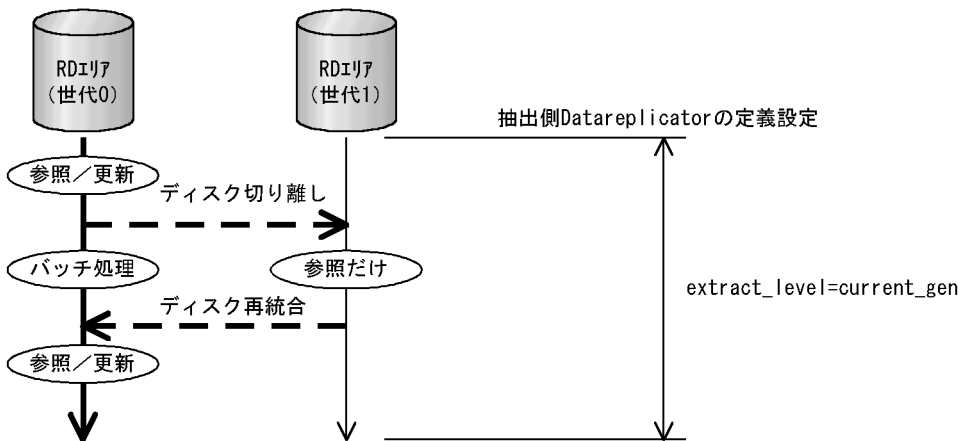 RDエリア
(世代0)
RDエリア
(世代1)
抽出側Datareplicatorの定義設定
参照／更新
ディスク切り離し
バッチ処理
参照だけ
extract_level=current_gen
ディスク再統合
参照／更新